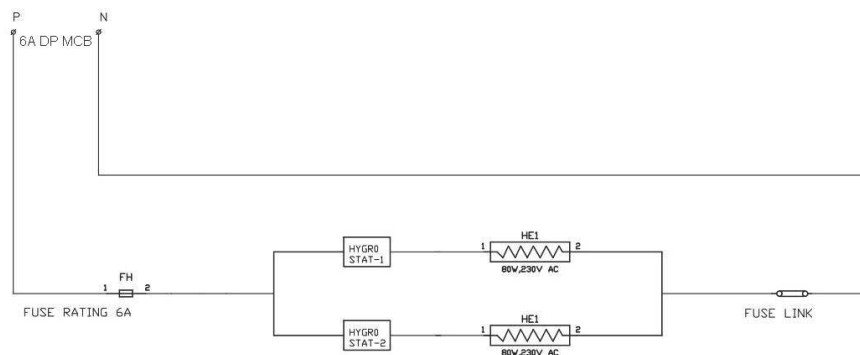 P N
6A DP MCB
HYGRO
STAT-1
1 HE1 2
80W,230V AC
1 FH 2
FUSE RATING 6A
HYGRO
STAT-2
1 HE1 2
80W,230V AC
FUSE LINK